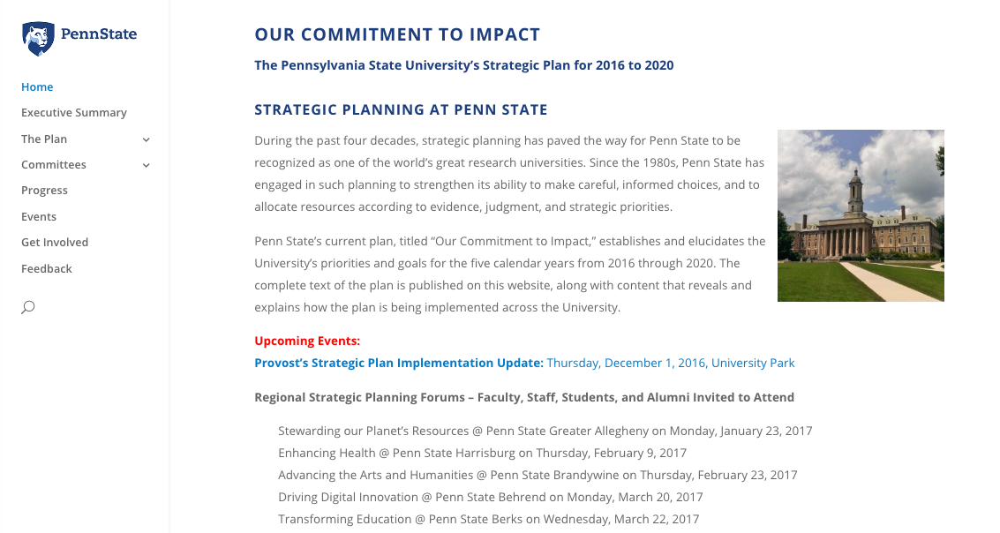 PennState
Home
Executive Summary
The Plan
Committees
Progress
Events
Get Involved
Feedback
OUR COMMITMENT TO IMPACT
The Pennsylvania State University’s Strategic Plan for 2016 to 2020
STRATEGIC PLANNING AT PENN STATE
During the past four decades, strategic planning has paved the way for Penn State to be
recognized as one of the world’s great research universities. Since the 1980s, Penn State has
engaged in such planning to strengthen its ability to make careful, informed choices, and to
allocate resources according to evidence, judgment, and strategic priorities.
Penn State’s current plan, titled “Our Commitment to Impact,” establishes and elucidates the
University’s priorities and goals for the five calendar years from 2016 through 2020. The
complete text of the plan is published on this website, along with content that reveals and
explains how the plan is being implemented across the University.
Upcoming Events:
Provost’s Strategic Plan Implementation Update: Thursday, December 1, 2016, University Park
Regional Strategic Planning Forums – Faculty, Staff, Students, and Alumni Invited to Attend
Stewarding our Planet’s Resources @ Penn State Greater Allegheny on Monday, January 23, 2017
Enhancing Health @ Penn State Harrisburg on Thursday, February 9, 2017
Advancing the Arts and Humanities @ Penn State Brandywine on Thursday, February 23, 2017
Driving Digital Innovation @ Penn State Behrend on Monday, March 20, 2017
Transforming Education @ Penn State Berks on Wednesday, March 22, 2017